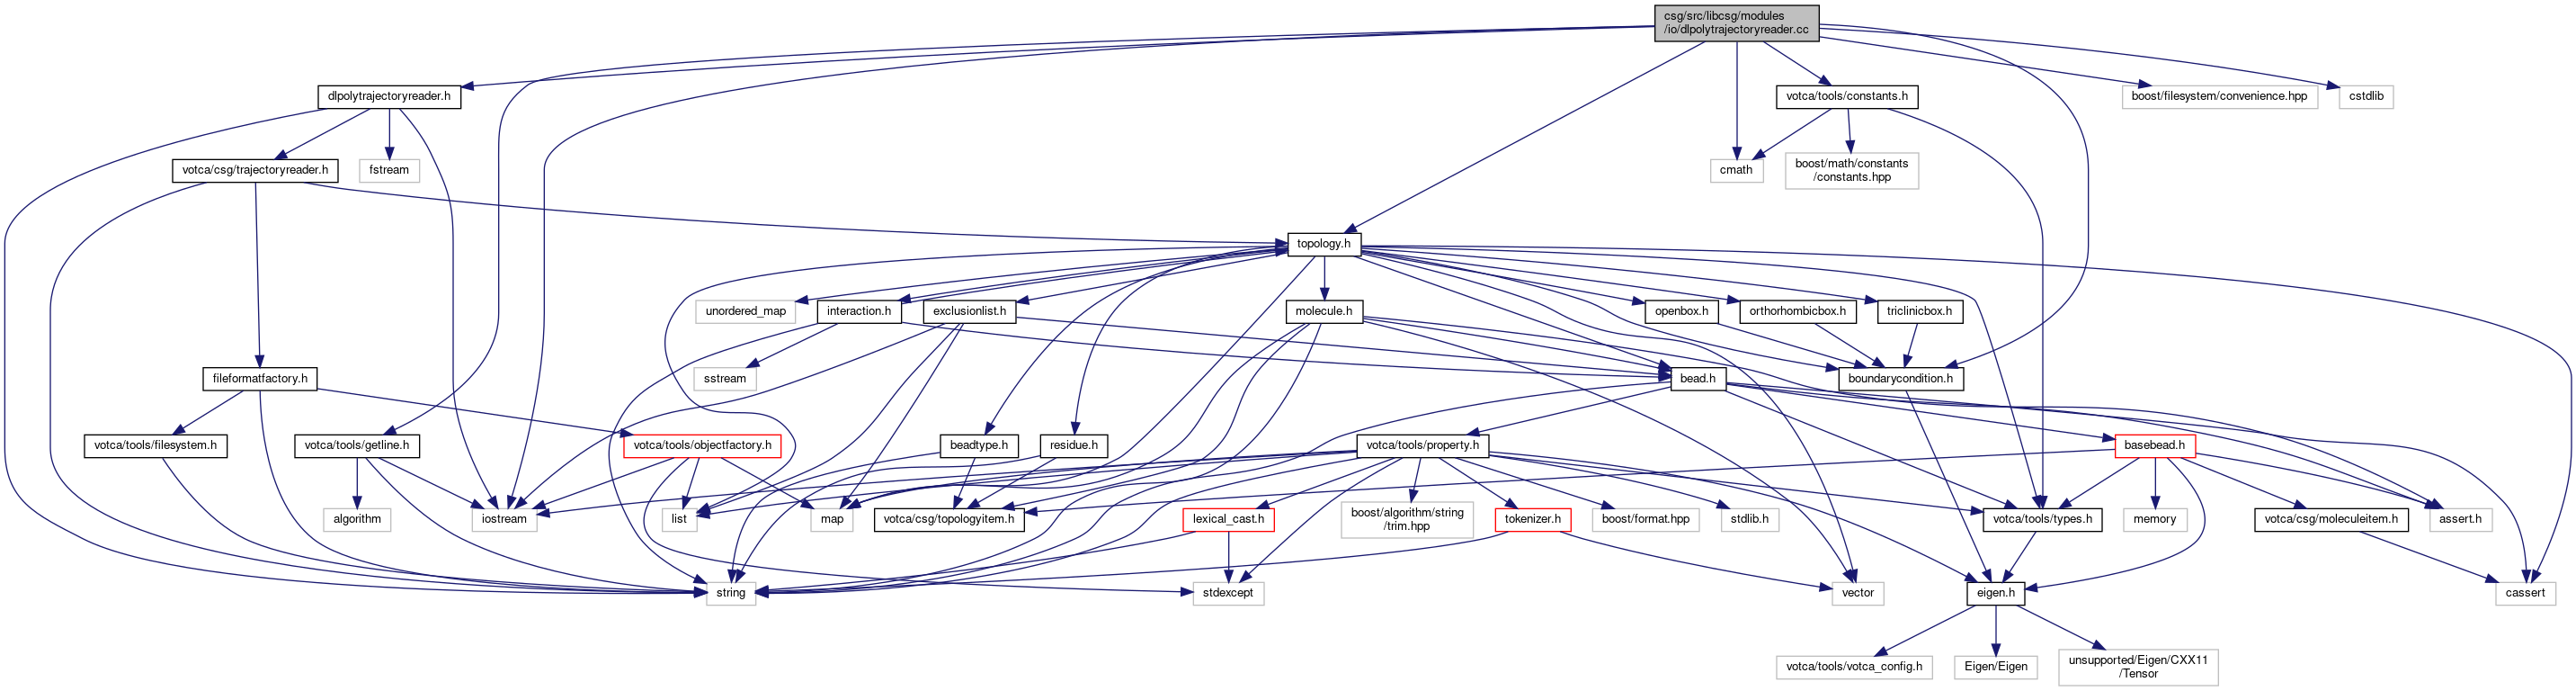 csg/src/libcsg/modules
/io/dlpolytrajectoryreader.cc
dlpolytrajectoryreader.h
votca/tools/constants.h
boost/filesystem/convenience.hpp
cstdlib
votca/csg/trajectoryreader.h
fstream
cmath
boost/math/constants
/constants.hpp
topology.h
unordered_map
interaction.h
exclusionlist.h
molecule.h
openbox.h
orthorhombicbox.h
triclinicbox.h
fileformatfactory.h
sstream
bead.h
boundarycondition.h
votca/tools/filesystem.h
votca/tools/getline.h
votca/tools/objectfactory.h
beadtype.h
residue.h
votca/tools/property.h
basebead.h
algorithm
iostream
list
map
votca/csg/topologyitem.h
lexical_cast.h
boost/algorithm/string
/trim.hpp
tokenizer.h
boost/format.hpp
stdlib.h
votca/tools/types.h
memory
votca/csg/moleculeitem.h
assert.h
string
stdexcept
vector
eigen.h
cassert
votca/tools/votca_config.h
Eigen/Eigen
unsupported/Eigen/CXX11
/Tensor